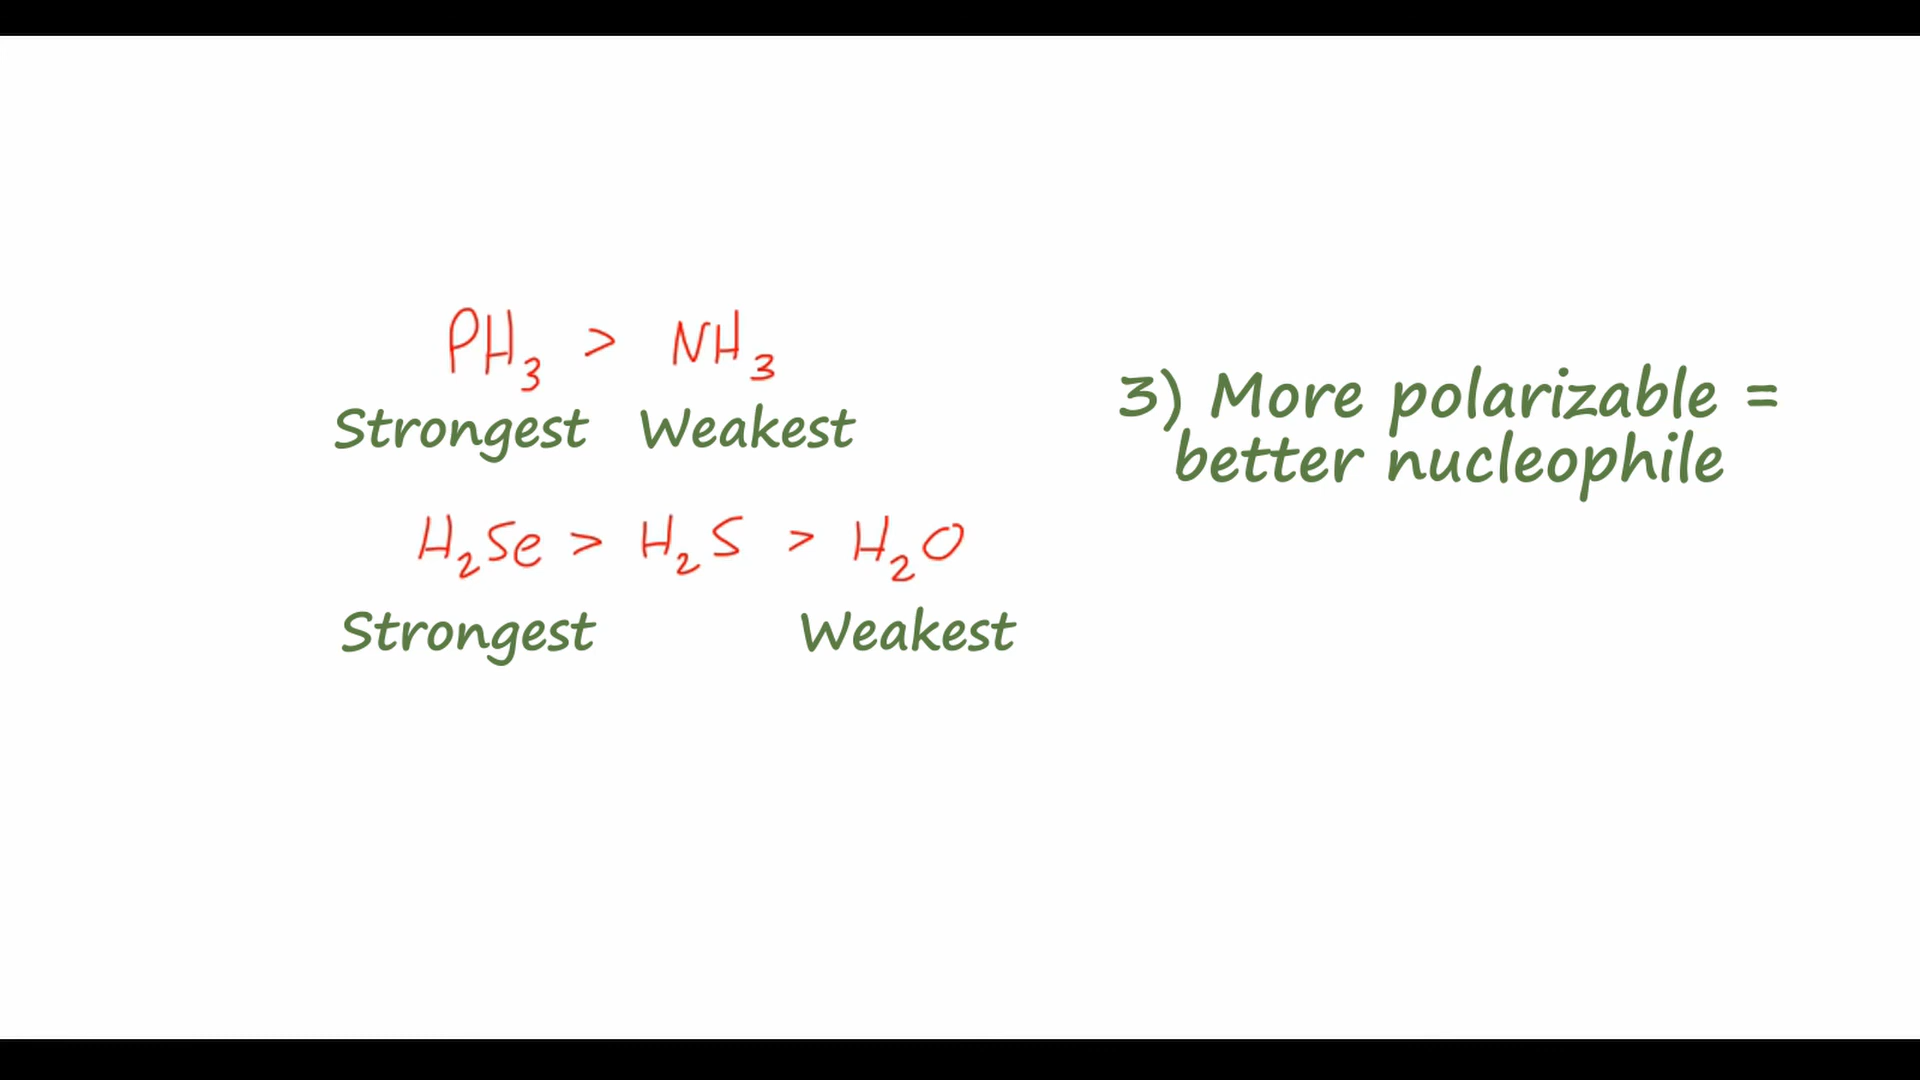 PH₃ > NH₃
Strongest Weakest
H₂Se > H₂S > H₂O
Strongest Weakest
3) More polarizable =
better nucleophile